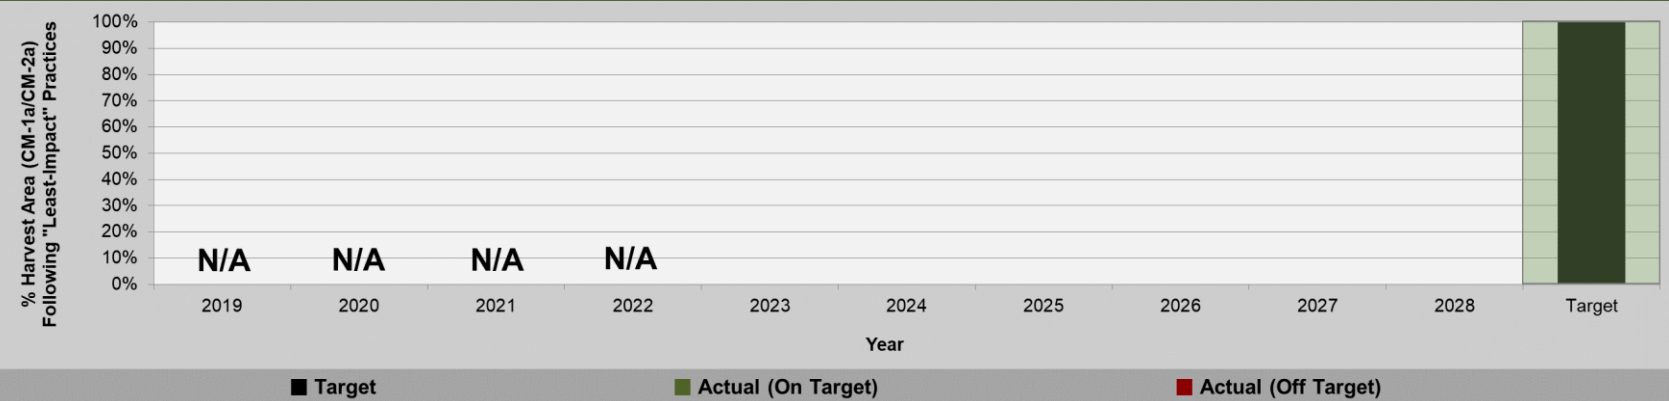 % Harvest Area (CM-1a/CM-2a)
Following "Least-Impact" Practices
100%
90%
80%
70%
60%
50%
40%
30%
20%
10%
0%
N/A N/A N/A N/A
2019 2020 2021 2022 2023 2024 2025 2026 2027 2028 Target
Year
Target Actual (On Target) Actual (Off Target)